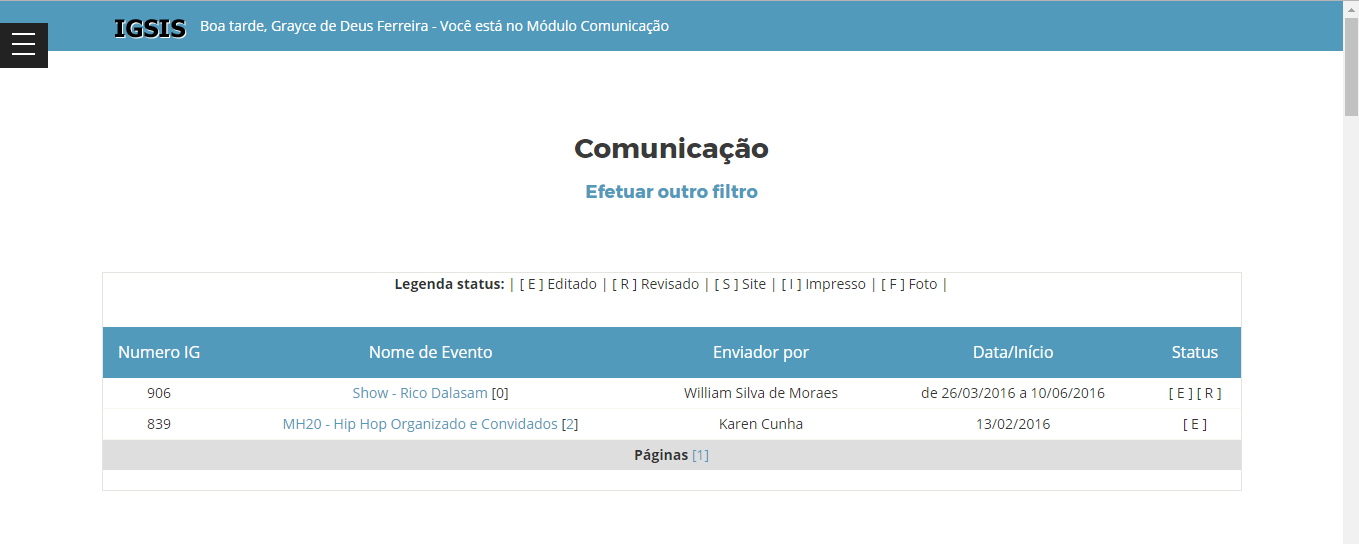 IGSIS Boa tarde, Grayce de Deus Ferreira - Você está no Módulo Comunicação
Comunicação
Efetuar outro filtro
Legenda status: | [ E ] Editado | [ R ] Revisado | [ S ] Site | [ I ] Impresso | [ F ] Foto |
Numero IG Nome de Evento Enviador por Data/Início Status
906 Show - Rico Dalasam [0] William Silva de Moraes de 26/03/2016 a 10/06/2016 [ E ] [ R ]
839 MH20 - Hip Hop Organizado e Convidados [2] Karen Cunha 13/02/2016 [ E ]
Páginas [1]